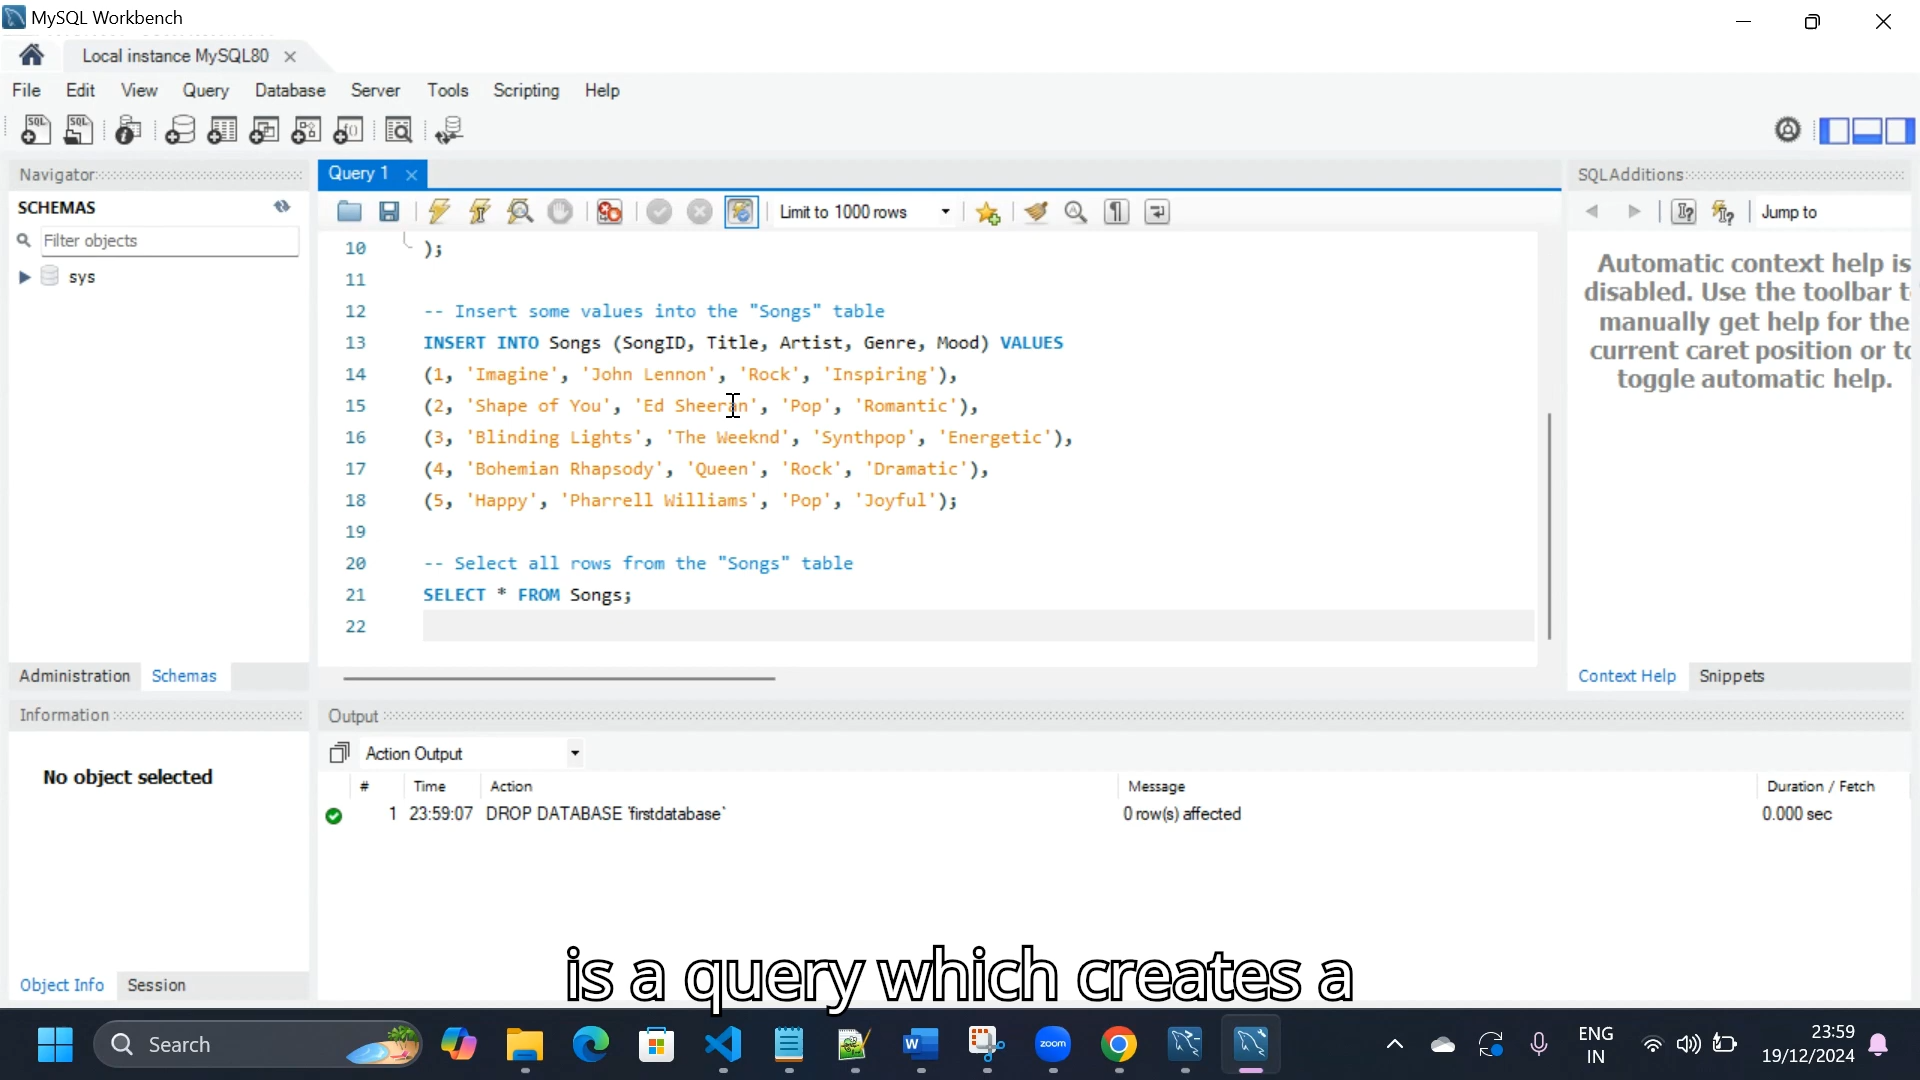 MySQL Workbench
Local instance MySQL80
File Edit View Query Database Server Tools Scripting Help
Navigator
SCHEMAS
Filter objects
sys
Administration Schemas
Information
No object selected
Object Info Session
Query 1
Limit to 1000 rows
10 );
11
12 -- Insert some values into the "Songs" table
13 INSERT INTO Songs (SongID, Title, Artist, Genre, Mood) VALUES
14 (1, 'Imagine', 'John Lennon', 'Rock', 'Inspiring'),
15 (2, 'Shape of You', 'Ed Sheeran', 'Pop', 'Romantic'),
16 (3, 'Blinding Lights', 'The Weeknd', 'Synthpop', 'Energetic'),
17 (4, 'Bohemian Rhapsody', 'Queen', 'Rock', 'Dramatic'),
18 (5, 'Happy', 'Pharrell Williams', 'Pop', 'Joyful');
19
20 -- Select all rows from the "Songs" table
21 SELECT * FROM Songs;
22
SQLAdditions
Jump to
Automatic context help is
disabled. Use the toolbar t
manually get help for the
current caret position or to
toggle automatic help.
Context Help Snippets
Output
Action Output
# Time Action Message Duration / Fetch
1 23:59:07 DROP DATABASE `firstdatabase` 0 row(s) affected 0.000 sec
is a query which creates a
Search
zoom
ENG
IN
23:59
19/12/2024